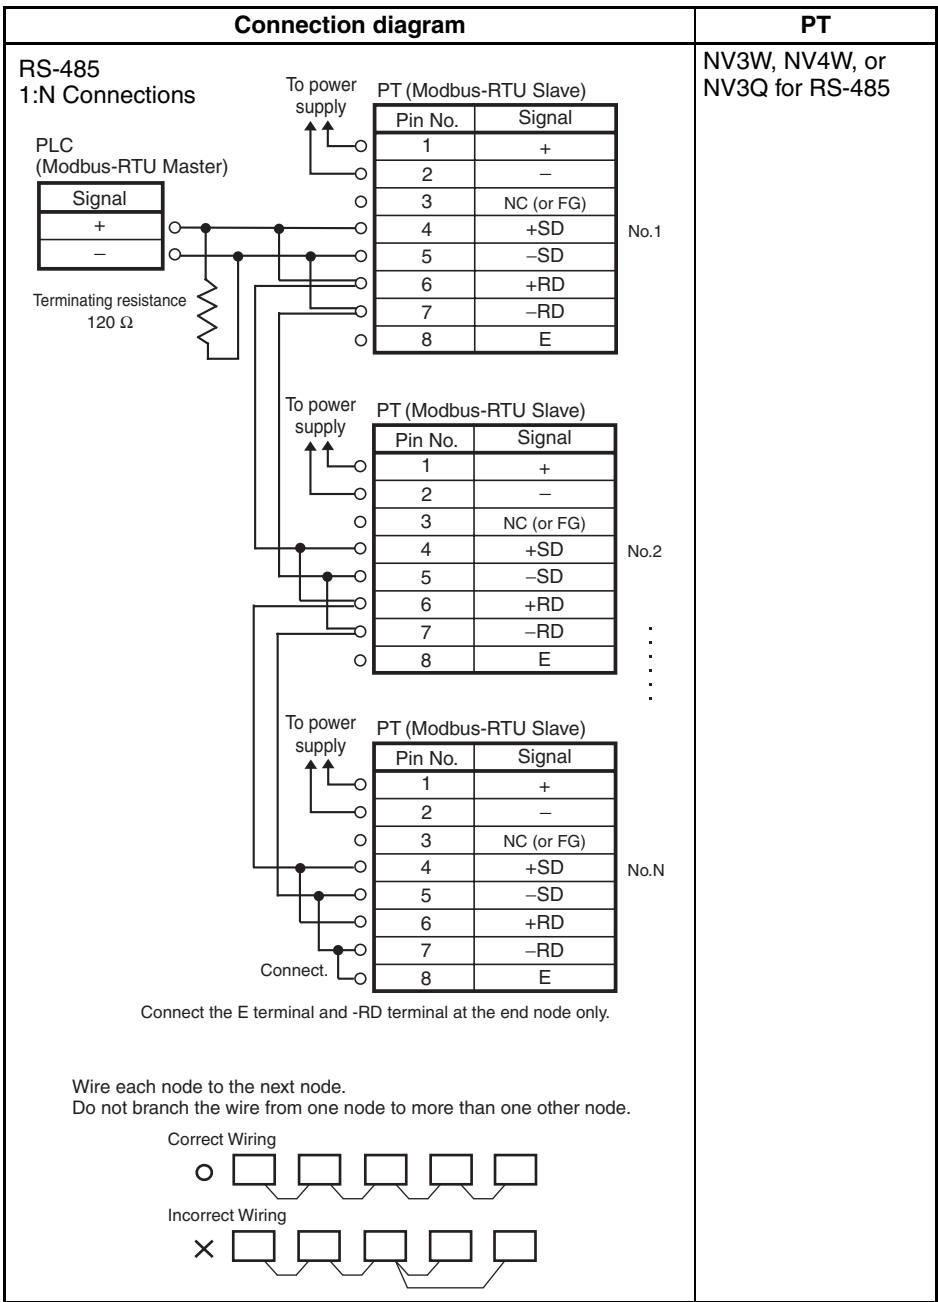 Connection diagram
PT
RS-485
1:N Connections
NV3W, NV4W, or
NV3Q for RS-485
PLC
(Modbus-RTU Master)
Signal
+
–
Terminating resistance
120 Ω
To power
supply
PT (Modbus-RTU Slave)
Pin No. Signal
1 +
2 –
3 NC (or FG)
4 +SD
5 –SD
6 +RD
7 –RD
8 E
No.1
To power
supply
PT (Modbus-RTU Slave)
Pin No. Signal
1 +
2 –
3 NC (or FG)
4 +SD
5 –SD
6 +RD
7 –RD
8 E
No.2
To power
supply
PT (Modbus-RTU Slave)
Pin No. Signal
1 +
2 –
3 NC (or FG)
4 +SD
5 –SD
6 +RD
7 –RD
8 E
No.N
Connect.
Connect the E terminal and -RD terminal at the end node only.
Wire each node to the next node.
Do not branch the wire from one node to more than one other node.
Correct Wiring
Incorrect Wiring